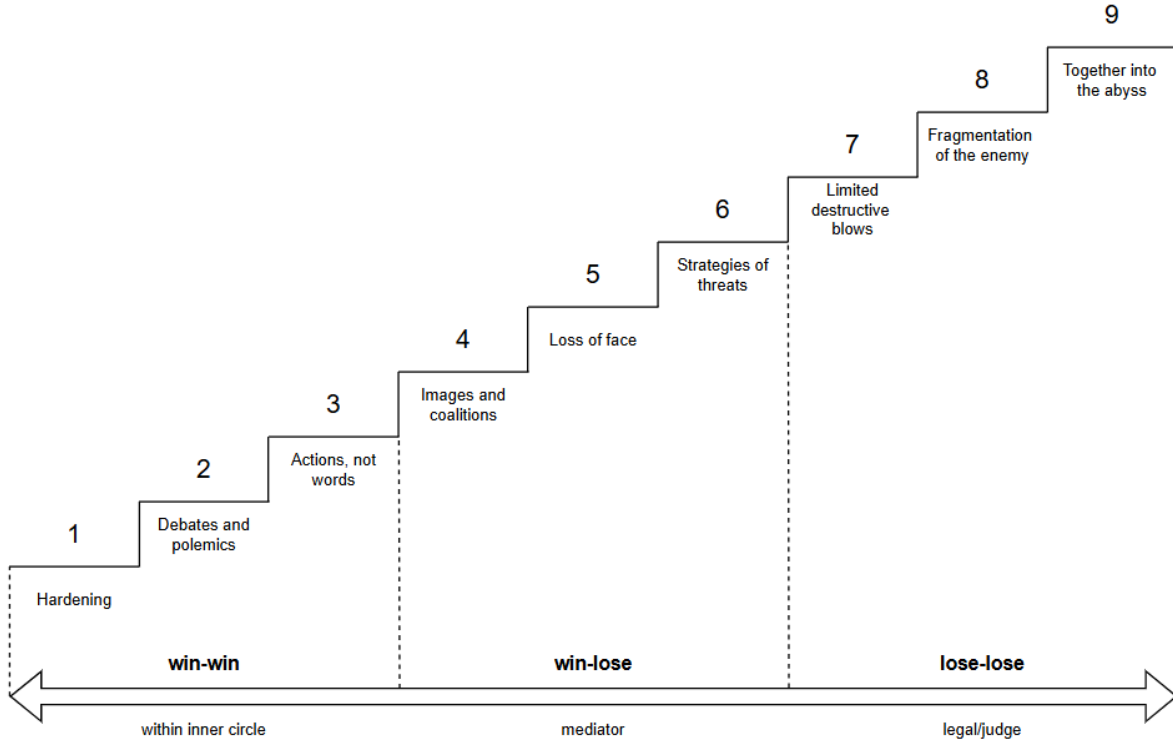 9
Together into
the abyss
8
Fragmentation
of the enemy
7
Limited
destructive
blows
6
Strategies of
threats
5
Loss of face
4
Images and
coalitions
3
Actions, not
words
2
Debates and
polemics
1
Hardening
win-win
win-lose
lose-lose
within inner circle
mediator
legal/judge